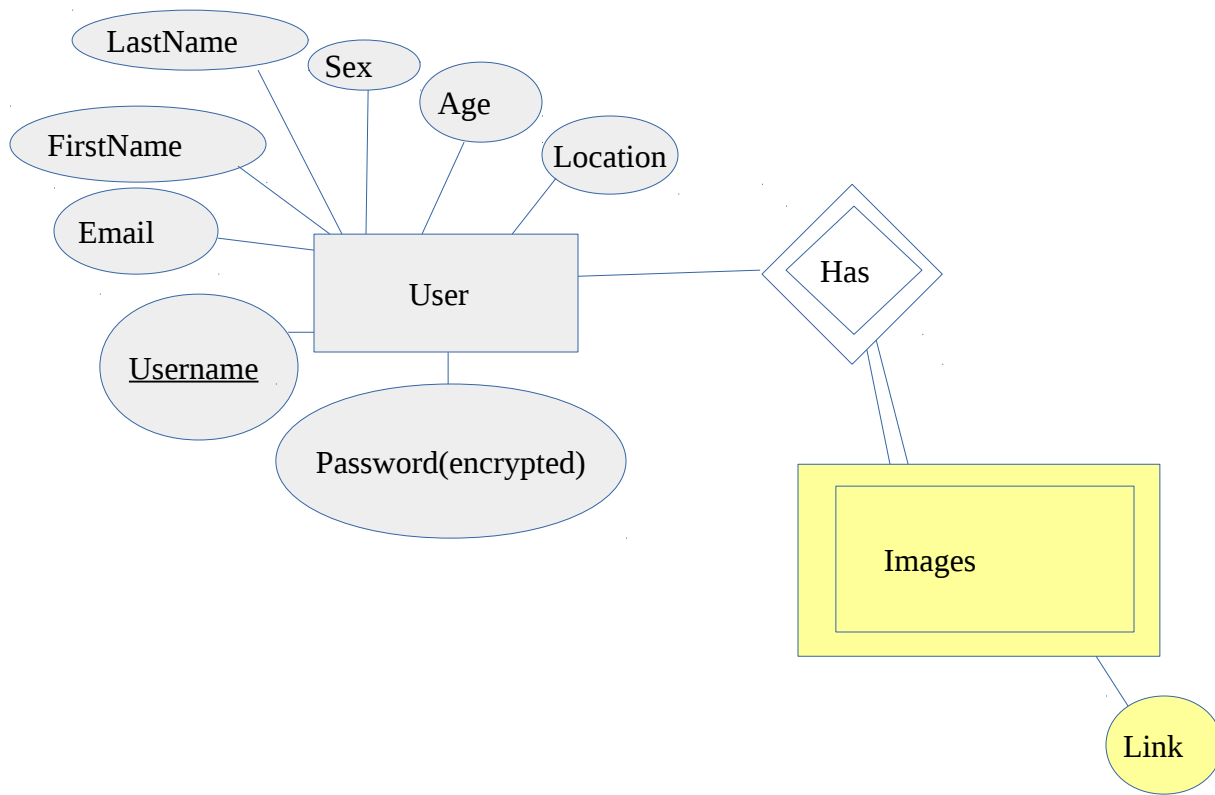 LastName
Sex
Age
FirstName
Location
Email
Has
User
Username
Password(encrypted)
Images
Link